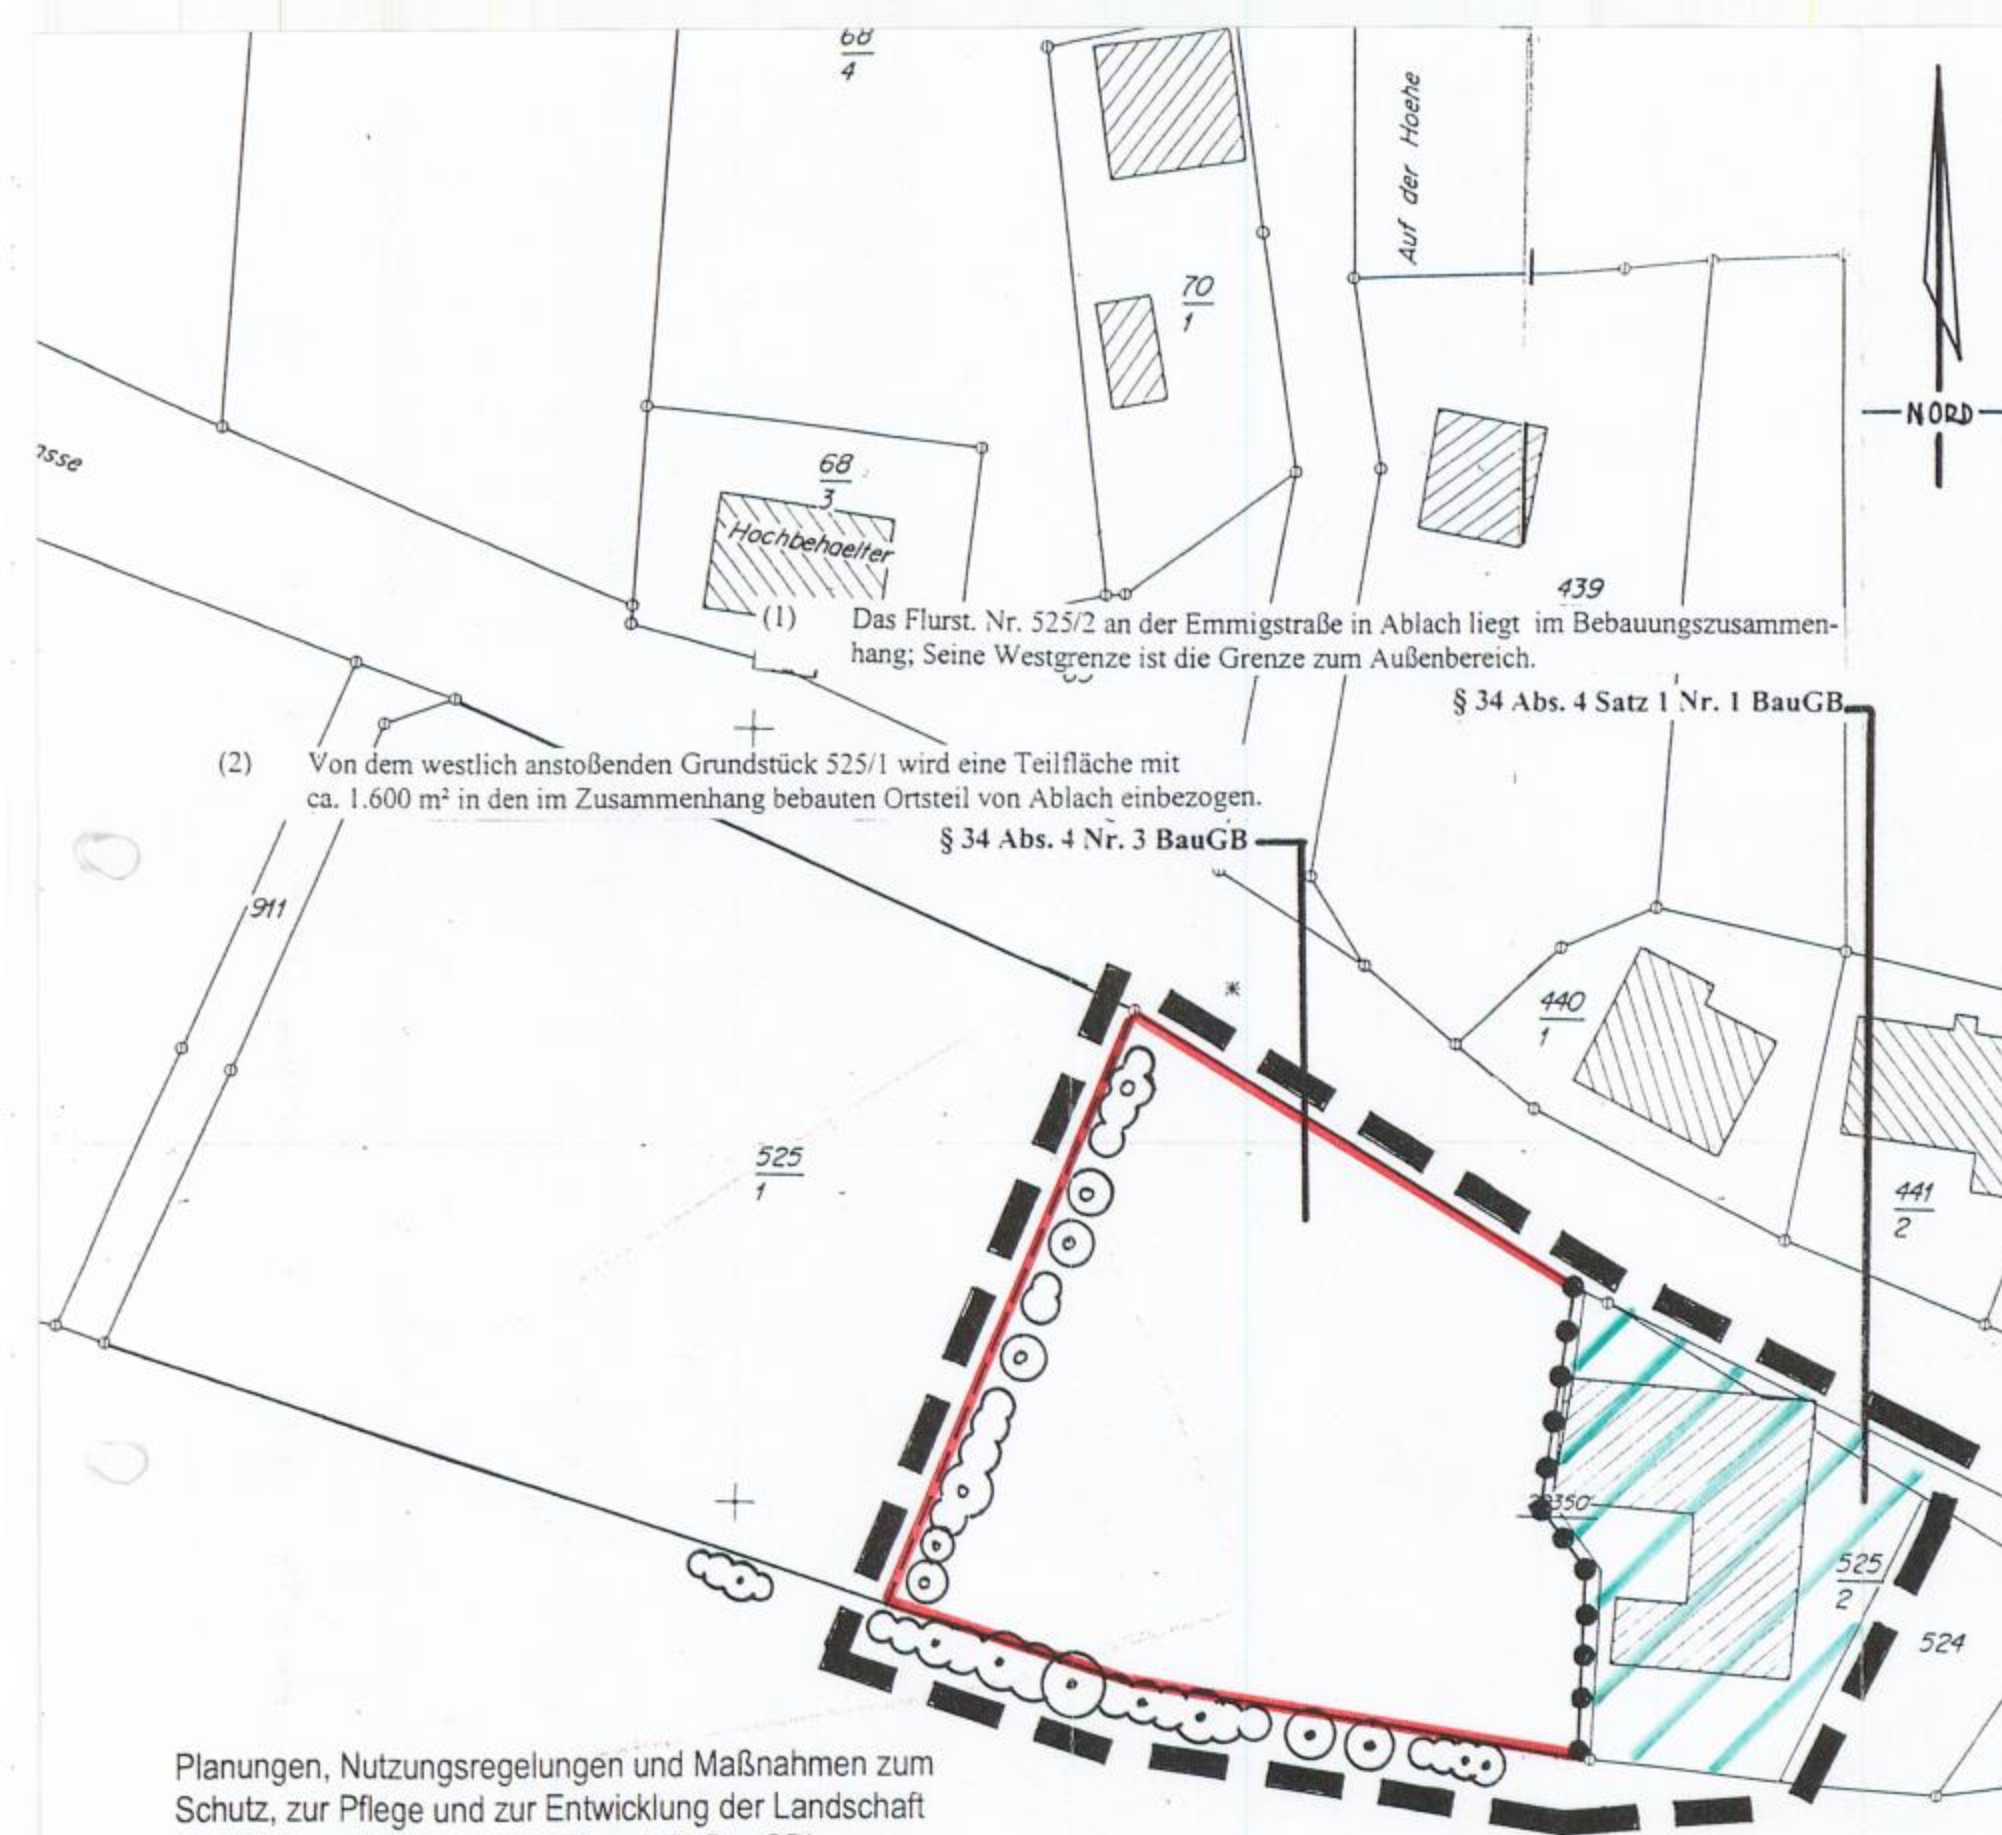 68
4
Auf der Hoehe
70
1
NORD
68
3
Hochbehaelter
439
(1) Das Flurst. Nr. 525/2 an der Emmigstraße in Ablach liegt im Bebauungszusammen-
hang; Seine Westgrenze ist die Grenze zum Außenbereich.
§ 34 Abs. 4 Satz 1 Nr. 1 BauGB
(2) Von dem westlich anstoßenden Grundstück 525/1 wird eine Teilfläche mit
ca. 1.600 m² in den im Zusammenhang bebauten Ortsteil von Ablach einbezogen.
§ 34 Abs. 4 Nr. 3 BauGB
911
440
1
525
1
441
2
525
2
524
Planungen, Nutzungsregelungen und Maßnahmen zum
Schutz, zur Pflege und zur Entwicklung der Landschaft